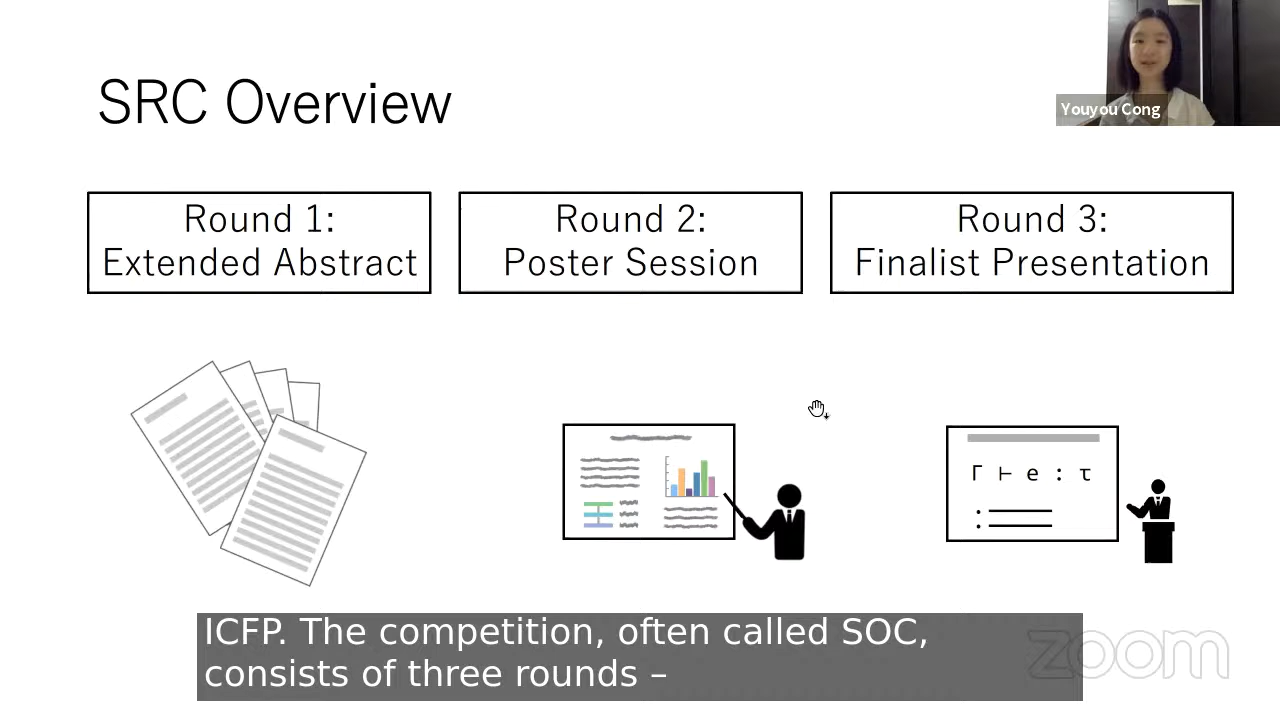 SRC Overview
Youyou Cong
Round 1:
Extended Abstract
Round 2:
Poster Session
Round 3:
Finalist Presentation
Γ ⊢ e : τ
:
ICFP. The competition, often called SOC,
consists of three rounds –
zoom